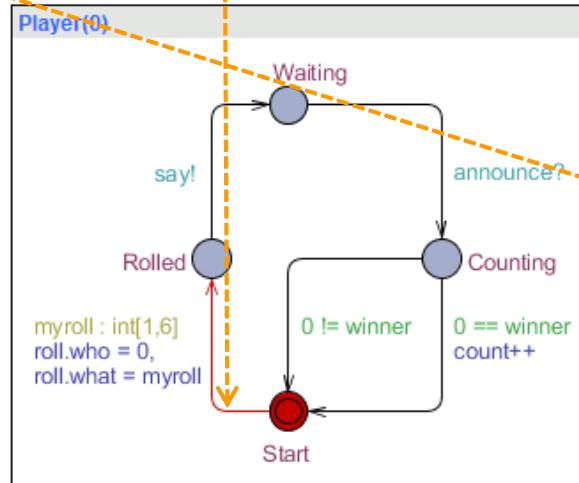 Player(0)
Waiting
say!
announce?
Rolled
Counting
myroll : int[1,6]
roll.who = 0,
roll.what = myroll
0 != winner
0 == winner
count++
Start